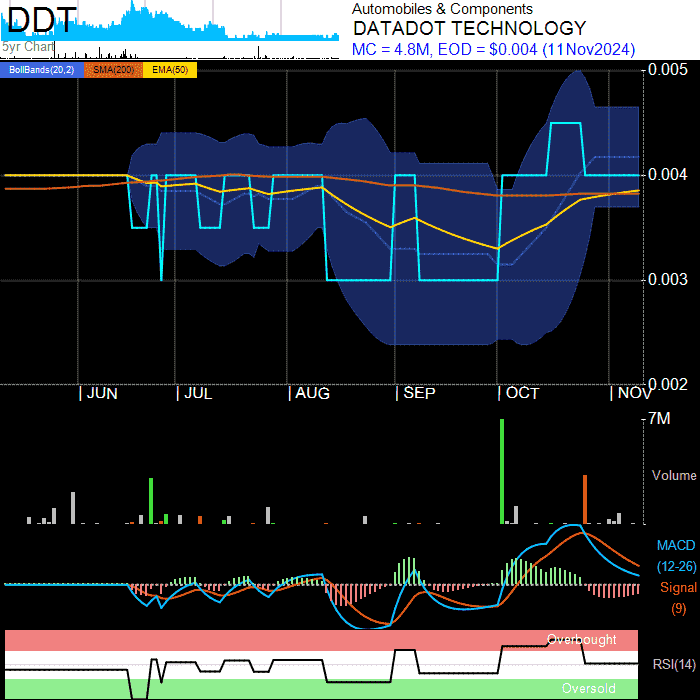 DDT
5yr Chart
Automobiles & Components
DATADOT TECHNOLOGY
MC = 4.8M, EOD = $0.004 (11Nov2024)
BollBands(20,2) SMA(200) EMA(50)
0.005
0.004
0.003
0.002
JUN JUL AUG SEP OCT NOV
7M
Volume
MACD
(12-26)
Signal
(9)
Overbought
RSI(14)
Oversold